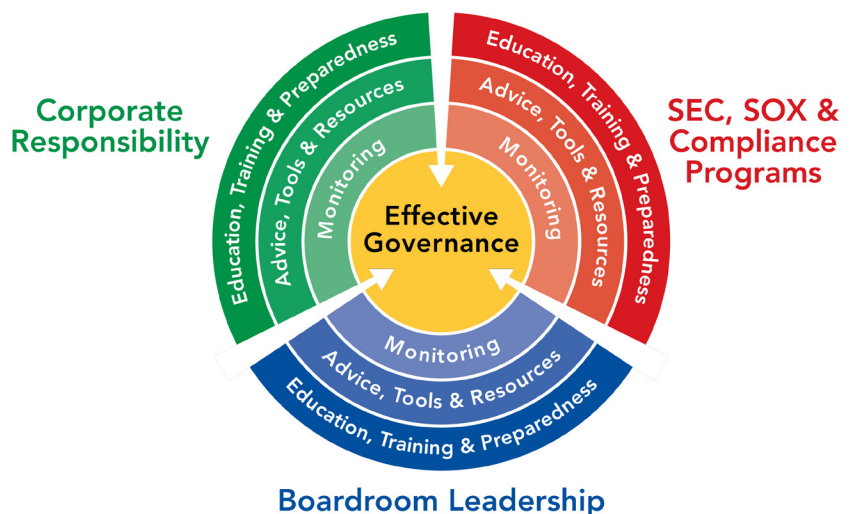 Corporate
Responsibility
Education, Training & Preparedness
Advice, Tools & Resources
Monitoring
Education, Training & Preparedness
Advice, Tools & Resources
Monitoring
SEC, SOX &
Compliance
Programs
Effective
Governance
Monitoring
Advice, Tools & Resources
Education, Training & Preparedness
Boardroom Leadership